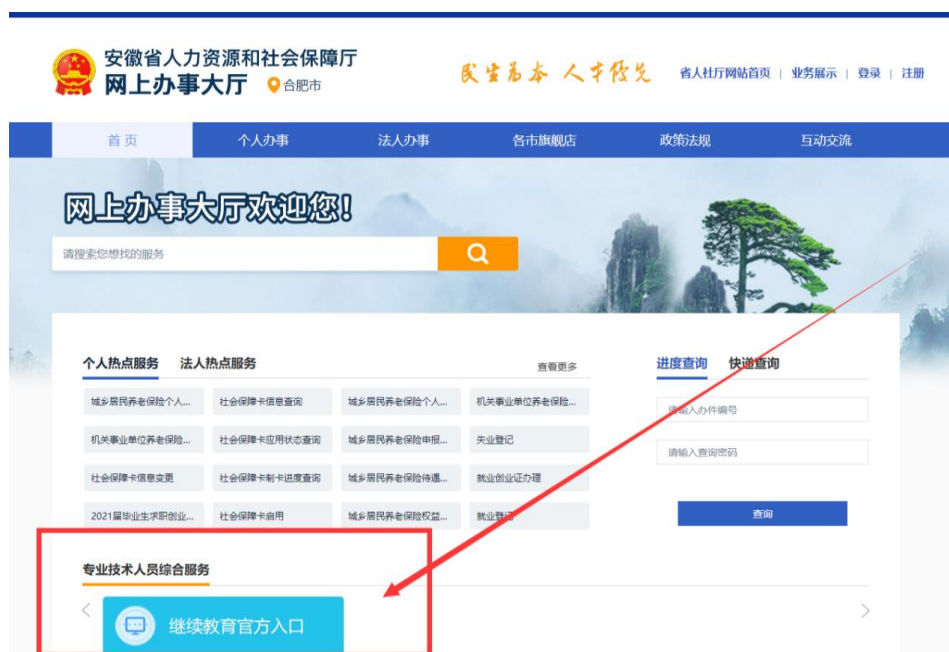 安徽省人力资源和社会保障厅
网上办事大厅 合肥市
民生为本 人才优先
省人社厅网站首页 | 业务展示 | 登录 | 注册
首页 个人办事 法人办事 各市旗舰店 政策法规 互动交流
网上办事大厅欢迎您!
请搜索您想找的服务
个人热点服务 法人热点服务 查看更多
进度查询 快递查询
城乡居民养老保险个人... 社会保障卡信息查询 城乡居民养老保险个人... 机关事业单位养老保险...
请输入办件编号
机关事业单位养老保险... 社会保障卡应用状态查询 城乡居民养老保险申报... 失业登记
请输入查询密码
社会保障卡信息变更 社会保障卡制卡进度查询 城乡居民养老保险待遇... 就业创业证办理
2021届毕业生求职创业... 社会保障卡启用 城乡居民养老保险权益... 就业登记
查询
专业技术人员综合服务
继续教育官方入口